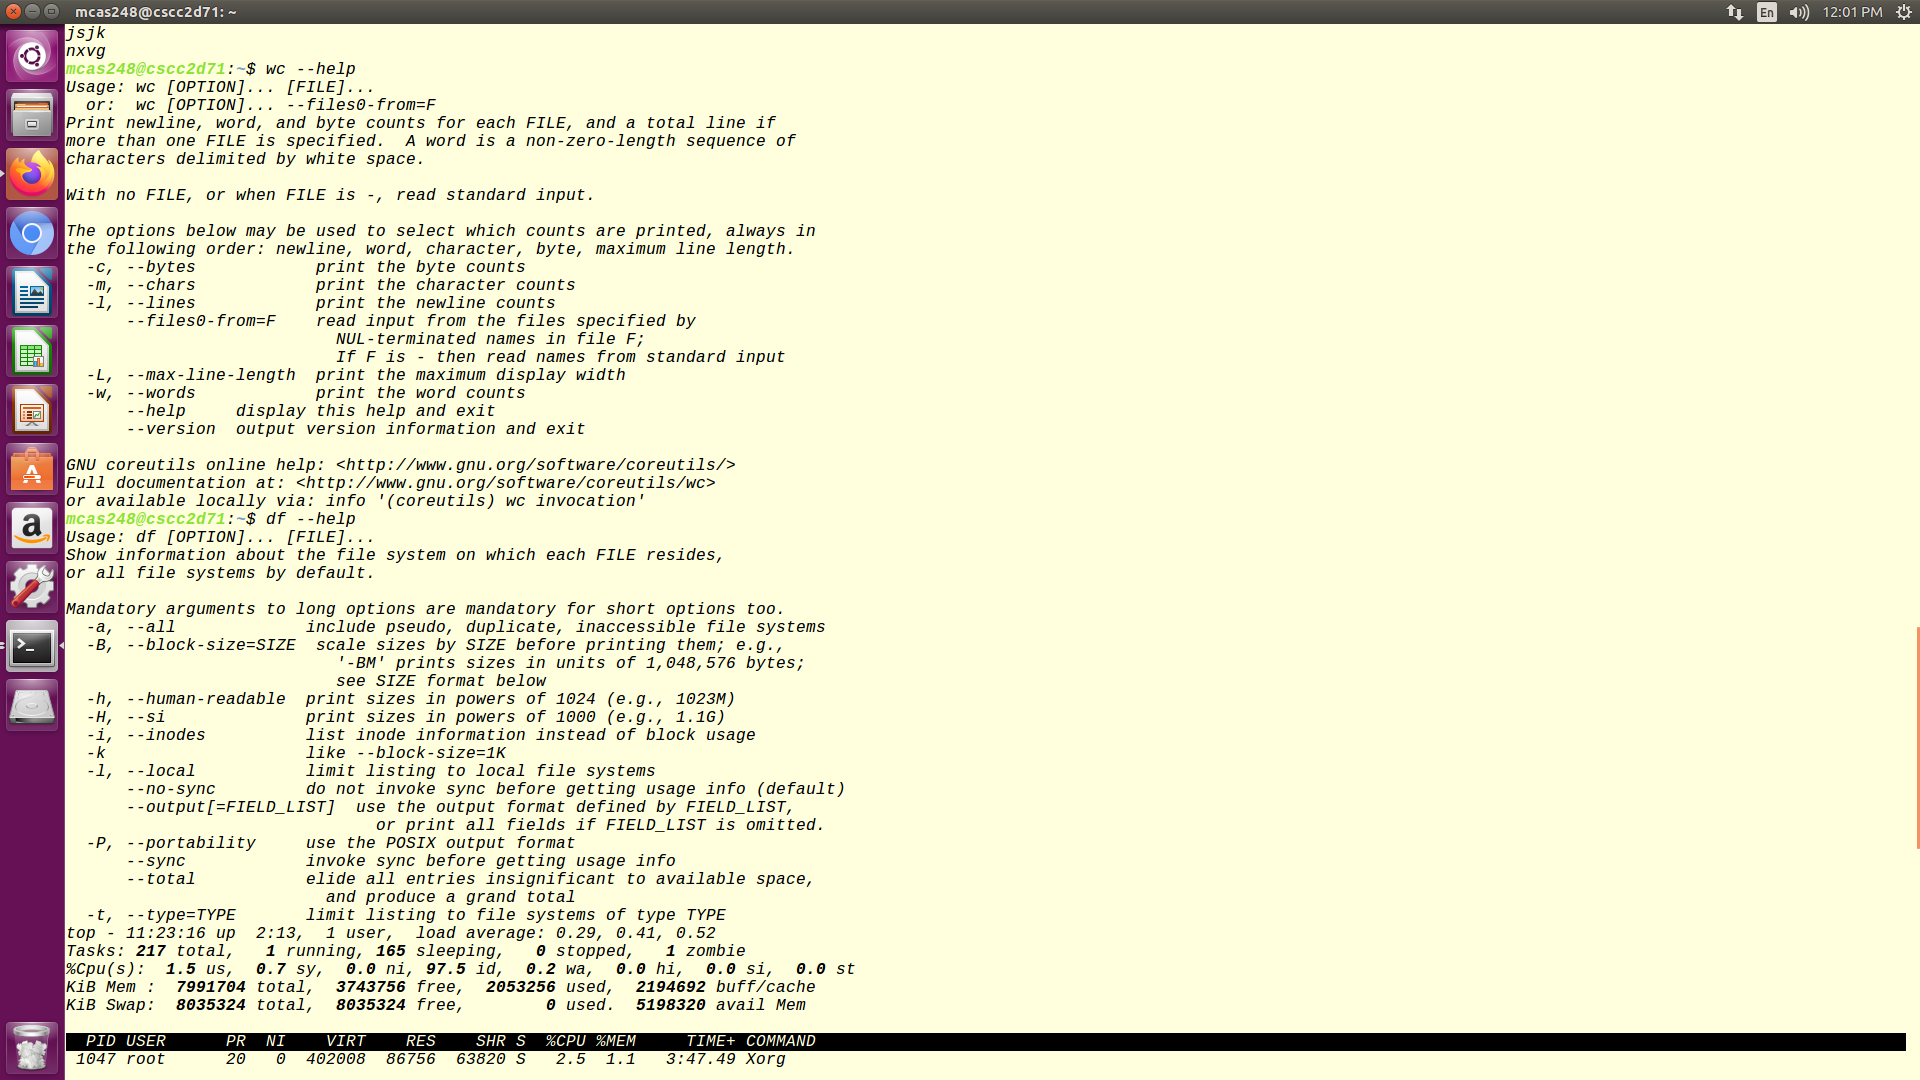 mcas248@cscc2d71: ~
En
12:01 PM
jsjk
nxvg
mcas248@cscc2d71:~$ wc --help
Usage: wc [OPTION]... [FILE]...
  or:  wc [OPTION]... --files0-from=F
Print newline, word, and byte counts for each FILE, and a total line if
more than one FILE is specified.  A word is a non-zero-length sequence of
characters delimited by white space.

With no FILE, or when FILE is -, read standard input.

The options below may be used to select which counts are printed, always in
the following order: newline, word, character, byte, maximum line length.
  -c, --bytes            print the byte counts
  -m, --chars            print the character counts
  -l, --lines            print the newline counts
      --files0-from=F    read input from the files specified by
                           NUL-terminated names in file F;
                           If F is - then read names from standard input
  -L, --max-line-length  print the maximum display width
  -w, --words            print the word counts
      --help     display this help and exit
      --version  output version information and exit

GNU coreutils online help: <http://www.gnu.org/software/coreutils/>
Full documentation at: <http://www.gnu.org/software/coreutils/wc>
or available locally via: info '(coreutils) wc invocation'
mcas248@cscc2d71:~$ df --help
Usage: df [OPTION]... [FILE]...
Show information about the file system on which each FILE resides,
or all file systems by default.

Mandatory arguments to long options are mandatory for short options too.
  -a, --all             include pseudo, duplicate, inaccessible file systems
  -B, --block-size=SIZE  scale sizes by SIZE before printing them; e.g.,
                           '-BM' prints sizes in units of 1,048,576 bytes;
                           see SIZE format below
  -h, --human-readable  print sizes in powers of 1024 (e.g., 1023M)
  -H, --si              print sizes in powers of 1000 (e.g., 1.1G)
  -i, --inodes          list inode information instead of block usage
  -k                    like --block-size=1K
  -l, --local           limit listing to local file systems
      --no-sync         do not invoke sync before getting usage info (default)
      --output[=FIELD_LIST]  use the output format defined by FIELD_LIST,
                               or print all fields if FIELD_LIST is omitted.
  -P, --portability     use the POSIX output format
      --sync            invoke sync before getting usage info
      --total           elide all entries insignificant to available space,
                          and produce a grand total
  -t, --type=TYPE       limit listing to file systems of type TYPE
top - 11:23:16 up  2:13,  1 user,  load average: 0.29, 0.41, 0.52
Tasks: 217 total,   1 running, 165 sleeping,   0 stopped,   1 zombie
%Cpu(s):  1.5 us,  0.7 sy,  0.0 ni, 97.5 id,  0.2 wa,  0.0 hi,  0.0 si,  0.0 st
KiB Mem :  7991704 total,  3743756 free,  2053256 used,  2194692 buff/cache
KiB Swap:  8035324 total,  8035324 free,        0 used.  5198320 avail Mem

  PID USER      PR  NI    VIRT    RES    SHR S  %CPU %MEM     TIME+ COMMAND
 1047 root      20   0  402008  86756  63820 S   2.5  1.1   3:47.49 Xorg